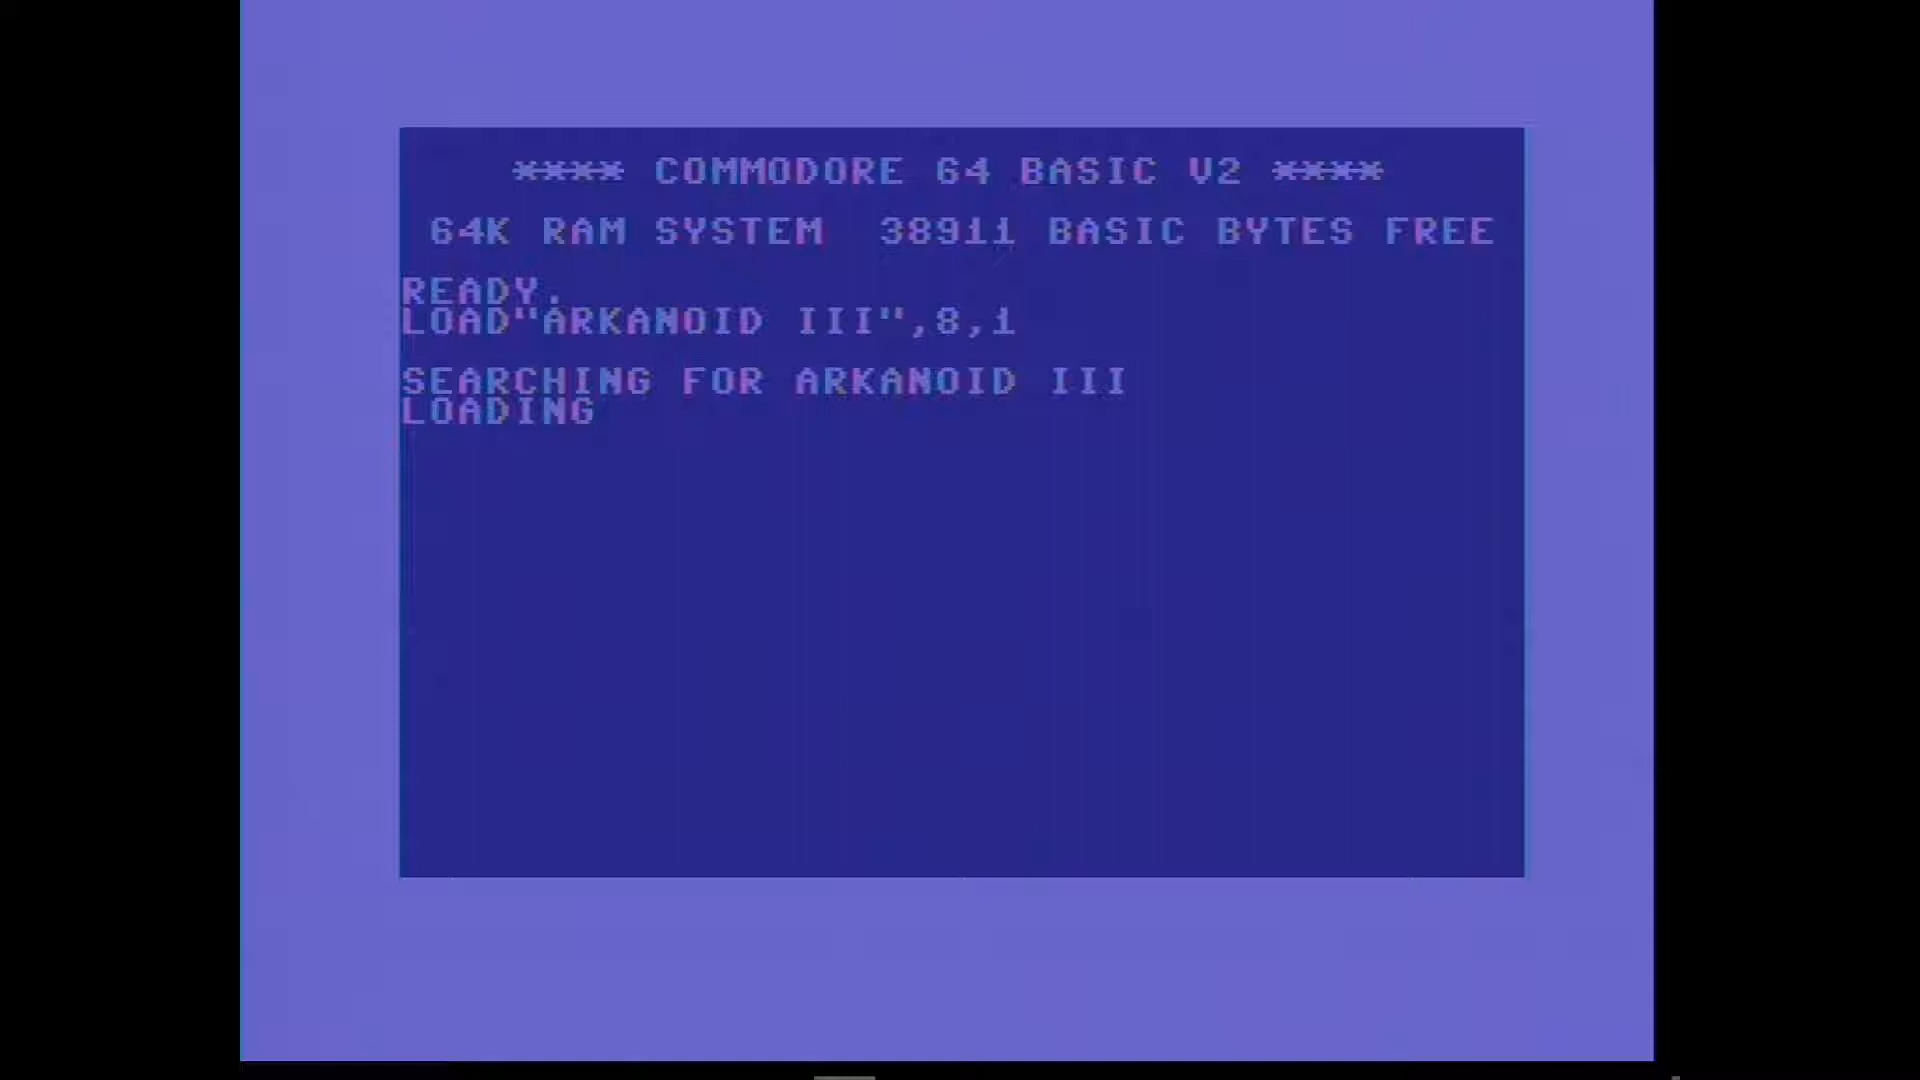 **** COMMODORE 64 BASIC V2 ****
64K RAM SYSTEM  38911 BASIC BYTES FREE
READY.
LOAD"ARKANOID III",8,1
SEARCHING FOR ARKANOID III
LOADING